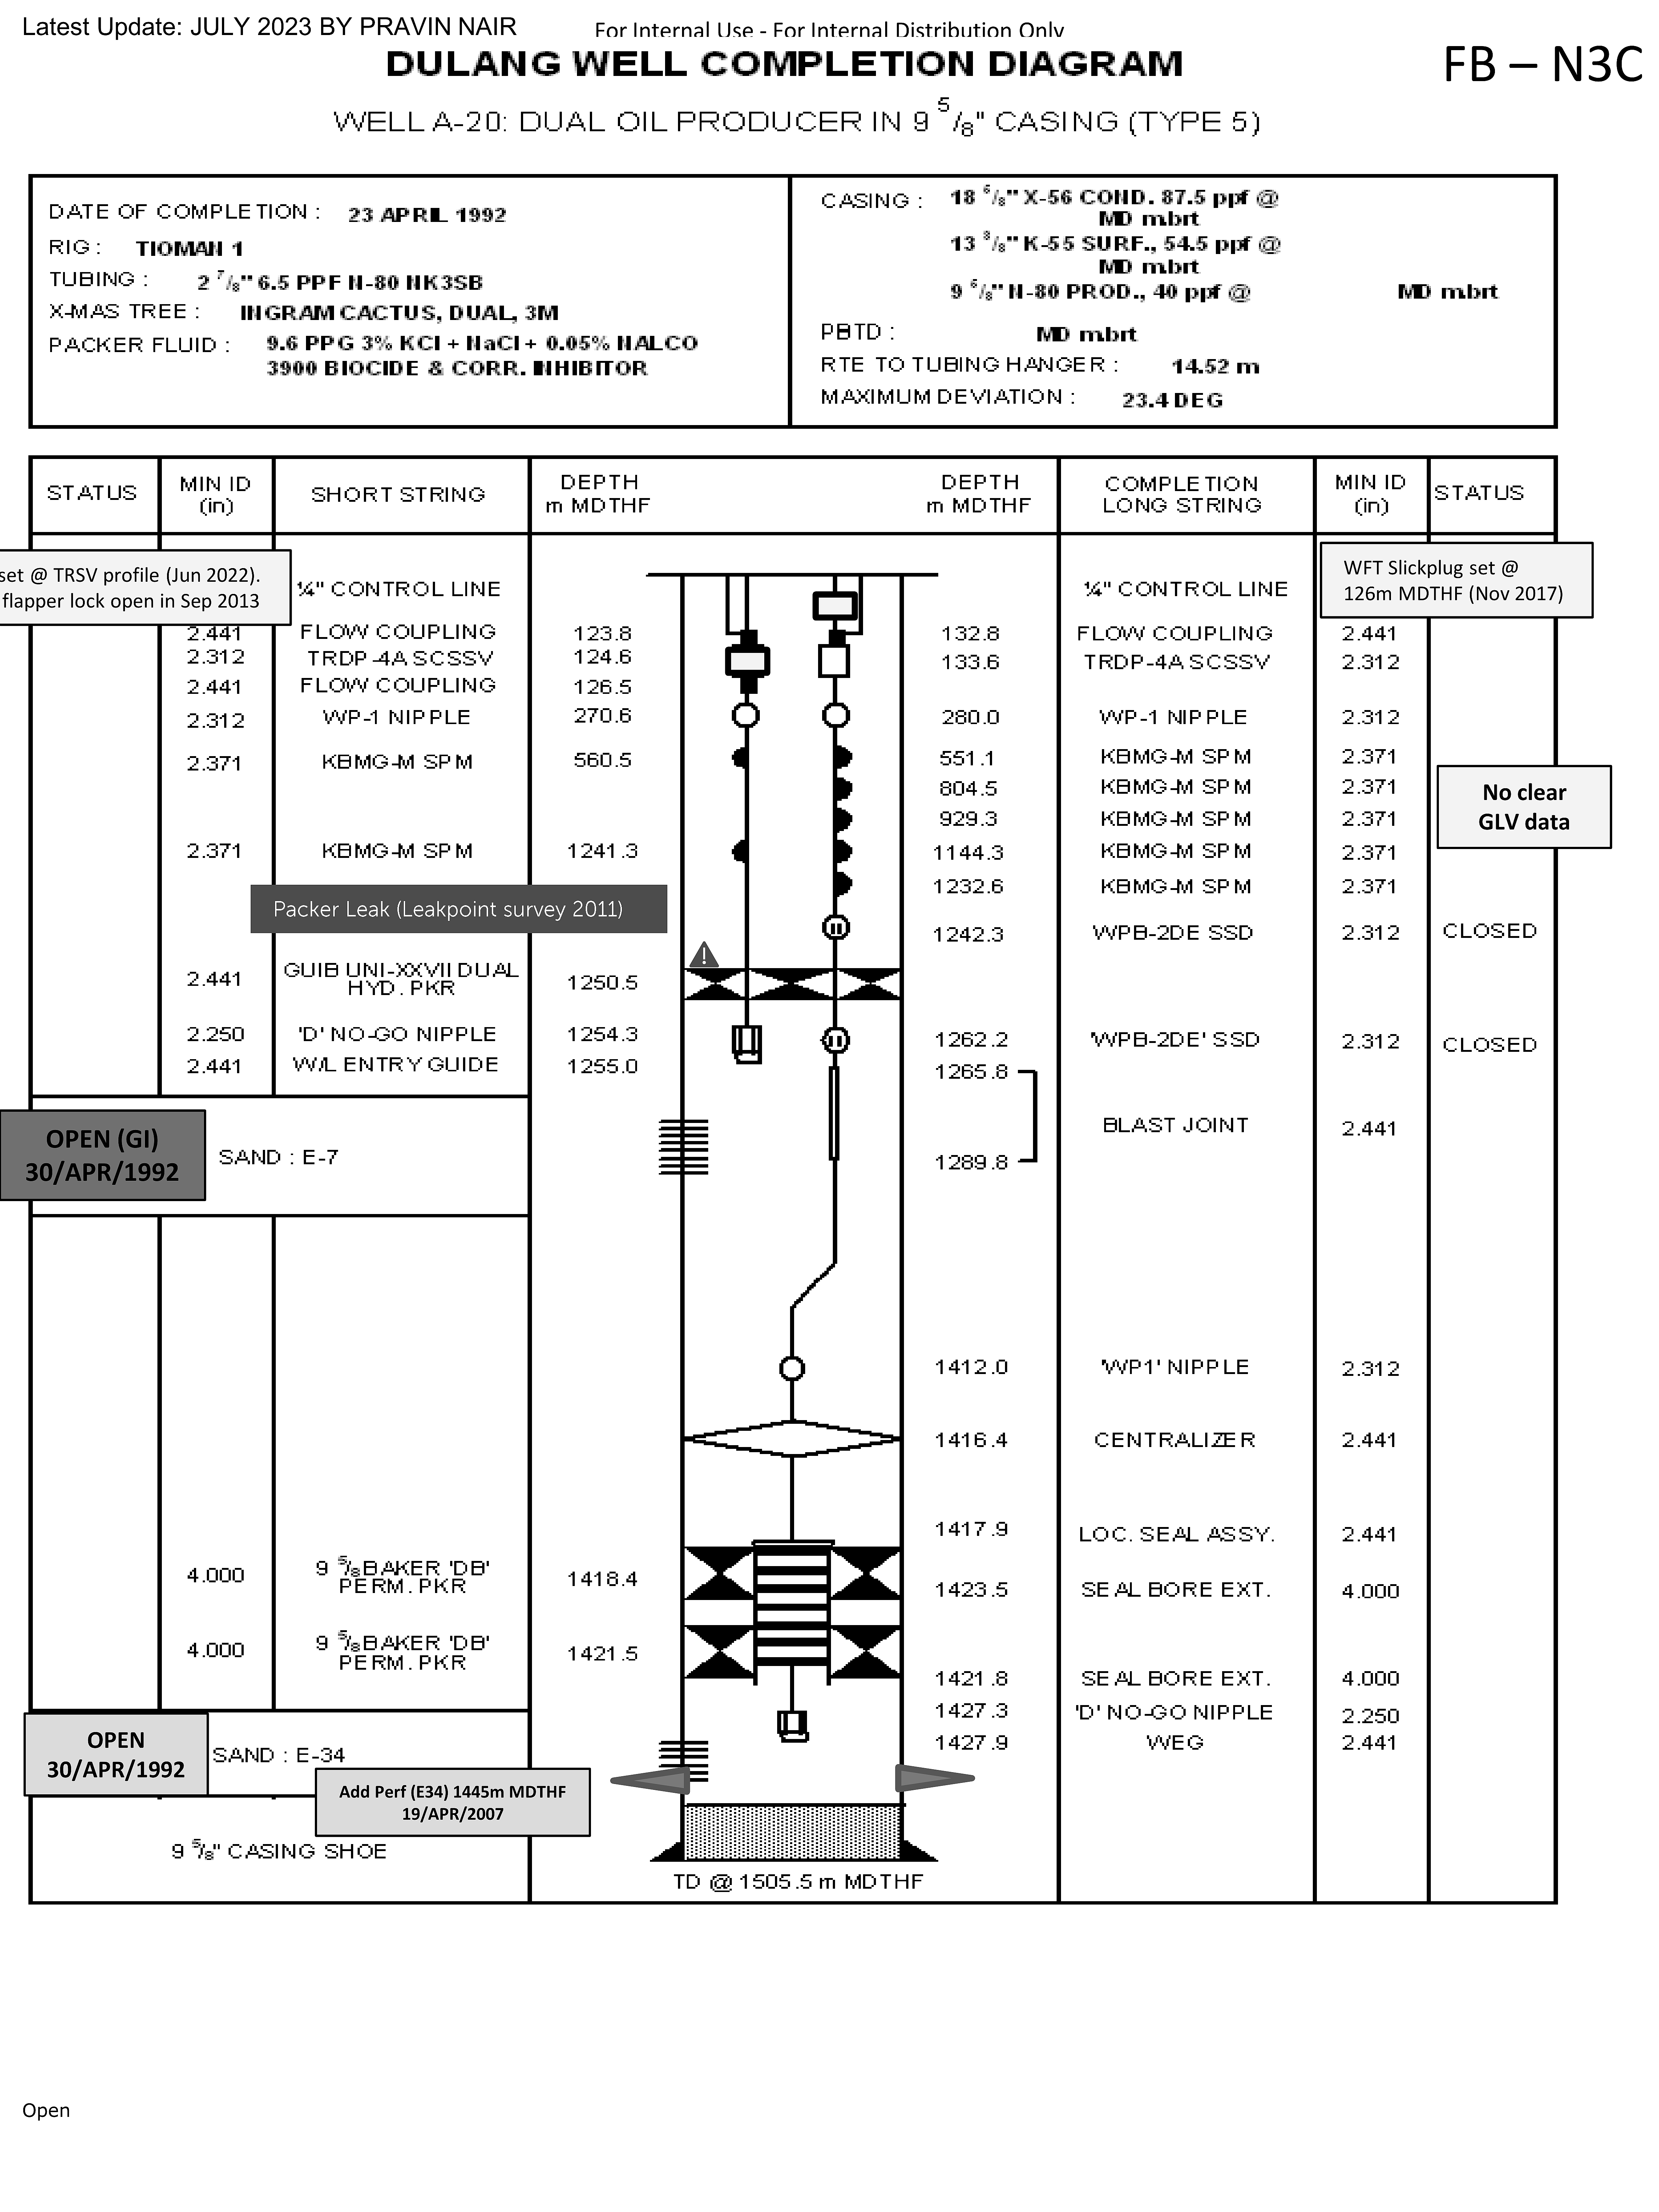 Latest Update: JULY 2023 BY PRAVIN NAIR
For Internal Use - For Internal Distribution Only
DULANG WELL COMPLETION DIAGRAM
FB – N3C
WELL A-20: DUAL OIL PRODUCER IN 9 5/8" CASING (TYPE 5)
DATE OF COMPLETION : 23 APRIL 1992
RIG : TIOMAN 1
TUBING : 2 7/8" 6.5 PPF N-80 NK3SB
X-MAS TREE : INGRAM CACTUS, DUAL, 3M
PACKER FLUID : 9.6 PPG 3% KCl + NaCl + 0.05% NALCO
3900 BIOCIDE & CORR. INHIBITOR
CASING : 18 5/8" X-56 COND. 87.5 ppf @
MD m.brt
13 3/8" K-55 SURF., 54.5 ppf @
MD m.brt
9 5/8" N-80 PROD., 40 ppf @ MD m.brt
PBTD : MD m.brt
RTE TO TUBING HANGER : 14.52 m
MAXIMUM DEVIATION : 23.4 DEG
STATUS MIN ID (in) SHORT STRING DEPTH m MDTHF DEPTH m MDTHF COMPLETION LONG STRING MIN ID (in) STATUS
set @ TRSV profile (Jun 2022).
flapper lock open in Sep 2013
¼" CONTROL LINE ¼" CONTROL LINE
WFT Slickplug set @
126m MDTHF (Nov 2017)
2.441 FLOW COUPLING 123.8 132.8 FLOW COUPLING 2.441
2.312 TRDP-4A SCSSV 124.6 133.6 TRDP-4A SCSSV 2.312
2.441 FLOW COUPLING 126.5
2.312 WP-1 NIPPLE 270.6 280.0 WP-1 NIPPLE 2.312
2.371 KBMG-M SPM 560.5 551.1 KBMG-M SPM 2.371
804.5 KBMG-M SPM 2.371
No clear
GLV data
929.3 KBMG-M SPM 2.371
2.371 KBMG-M SPM 1241.3 1144.3 KBMG-M SPM 2.371
1232.6 KBMG-M SPM 2.371
Packer Leak (Leakpoint survey 2011)
1242.3 WPB-2DE SSD 2.312 CLOSED
2.441 GUIB UNI-XXVII DUAL HYD. PKR 1250.5
2.250 'D' NO-GO NIPPLE 1254.3 1262.2 'WPB-2DE' SSD 2.312 CLOSED
2.441 W/L ENTRY GUIDE 1255.0 1265.8
BLAST JOINT 2.441
OPEN (GI)
30/APR/1992
SAND : E-7
1289.8
1412.0 'WP1' NIPPLE 2.312
1416.4 CENTRALIZER 2.441
1417.9 LOC. SEAL ASSY. 2.441
4.000 9 5/8 BAKER 'DB' PERM. PKR 1418.4 1423.5 SEAL BORE EXT. 4.000
4.000 9 5/8 BAKER 'DB' PERM. PKR 1421.5
1421.8 SEAL BORE EXT. 4.000
1427.3 'D' NO-GO NIPPLE 2.250
1427.9 WEG 2.441
OPEN
30/APR/1992
SAND : E-34
Add Perf (E34) 1445m MDTHF
19/APR/2007
9 5/8" CASING SHOE
TD @ 1505.5 m MDTHF
Open